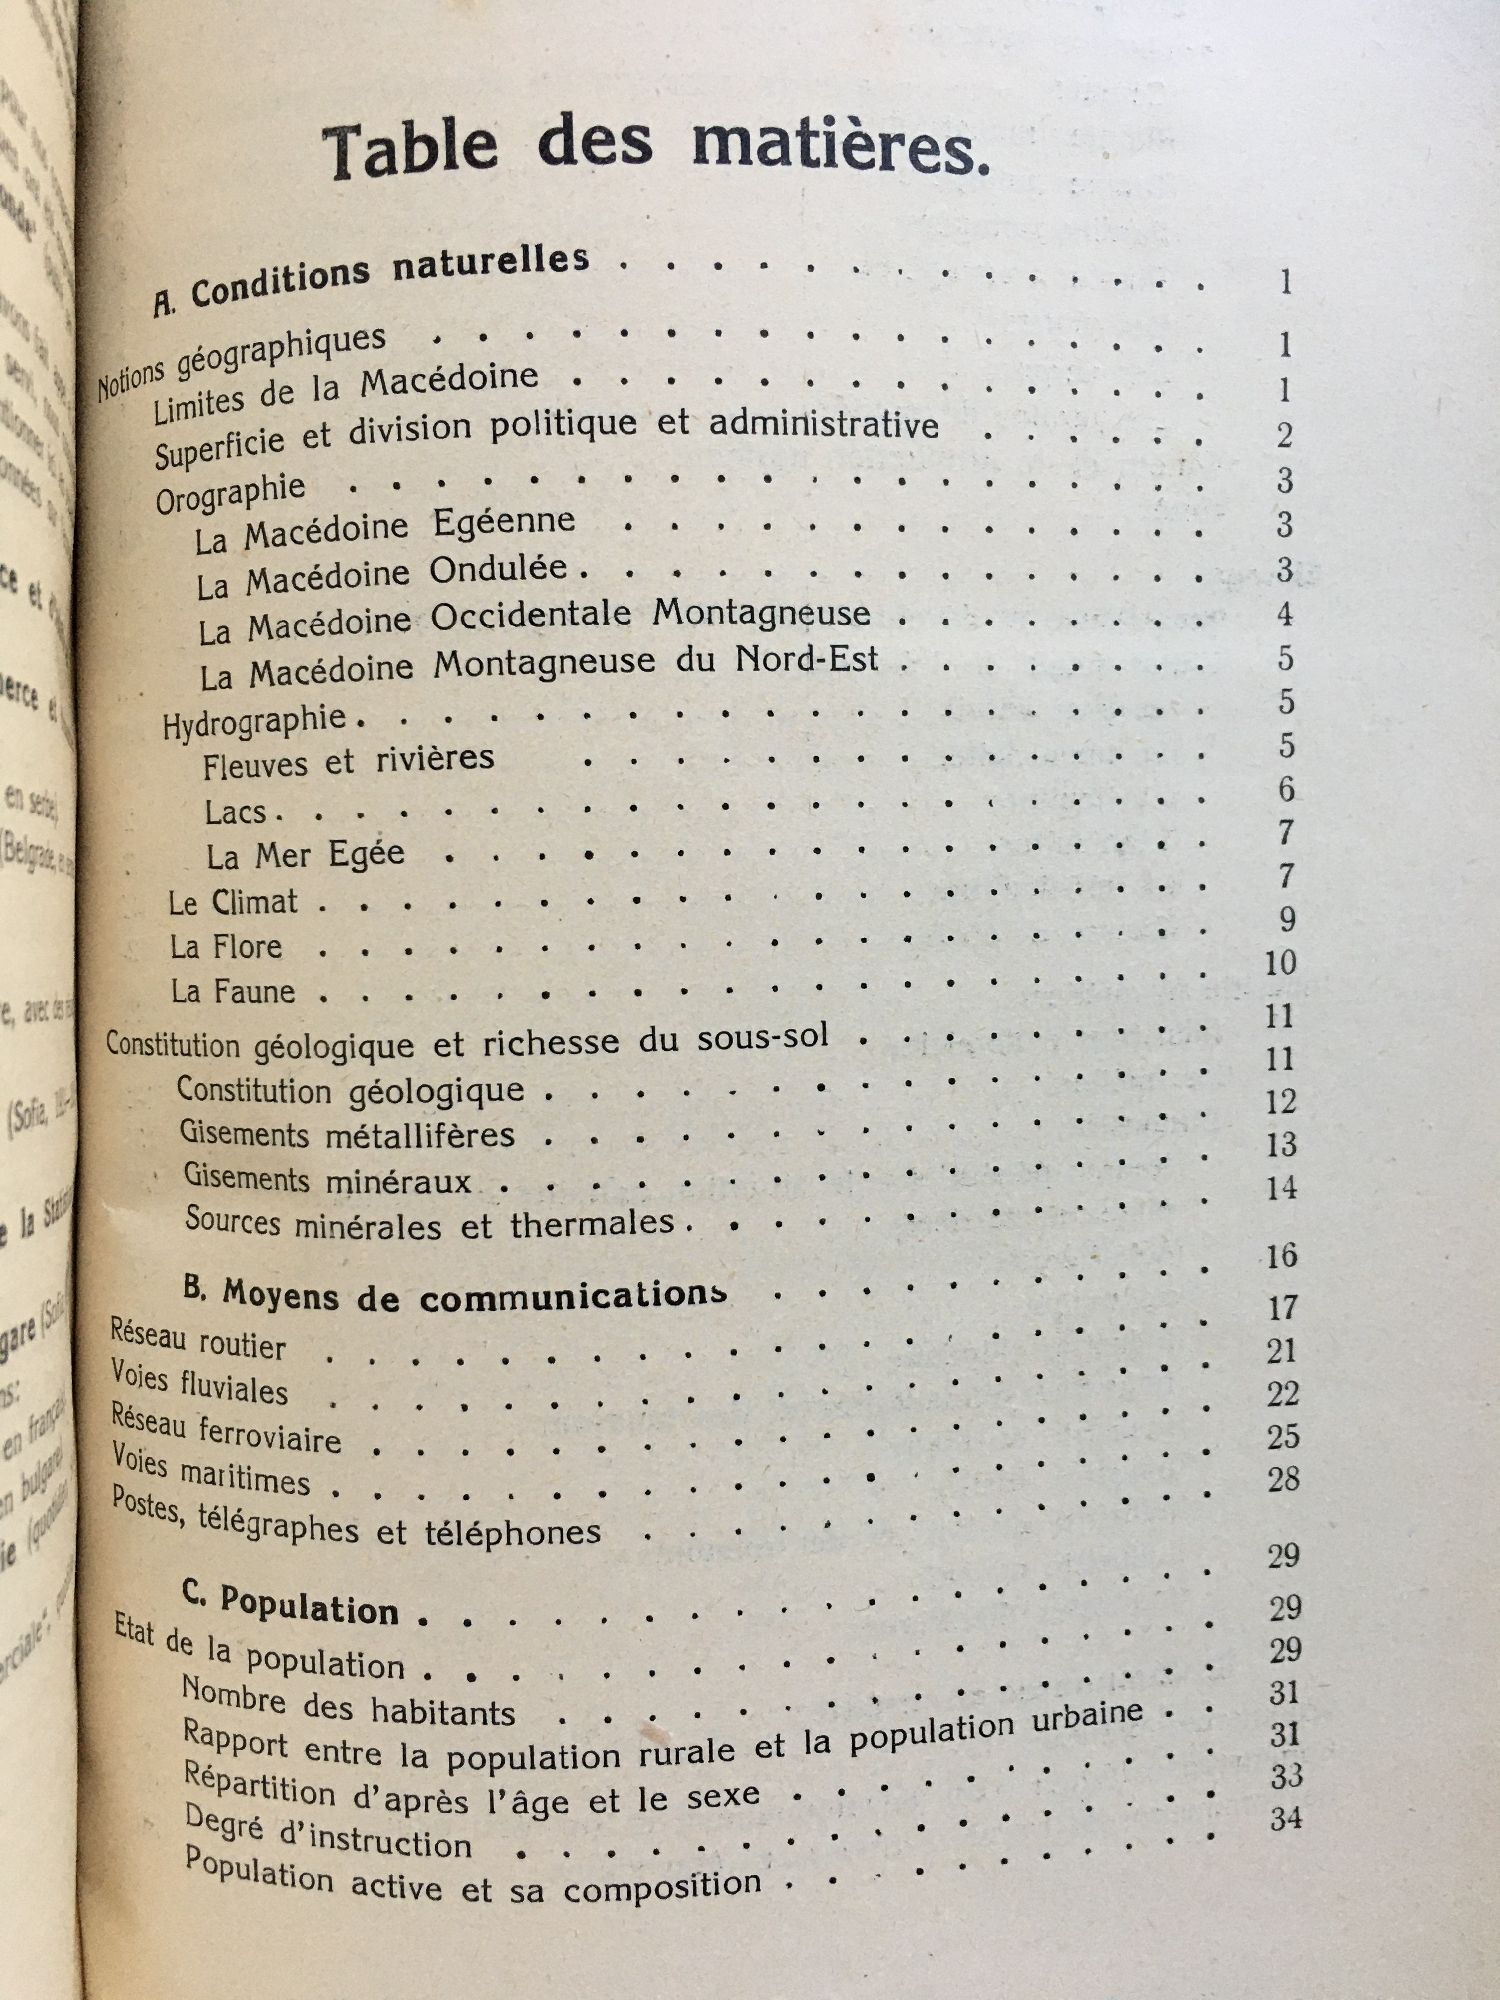 Table des matières.
A. Conditions naturelles . . . . . . . . . . . . . . 1
Notions géographiques . . . . . . . . . . . . . . . . . . 1
Limites de la Macédoine . . . . . . . . . . . . . . . 1
Superficie et division politique et administrative . . . . . . 2
Orographie . . . . . . . . . . . . . . . . . . . . 3
La Macédoine Egéenne . . . . . . . . . . . . . . 3
La Macédoine Ondulée . . . . . . . . . . . . . . . 3
La Macédoine Occidentale Montagneuse . . . . . . . . 4
La Macédoine Montagneuse du Nord-Est . . . . . . . . 5
Hydrographie . . . . . . . . . . . . . . . . . . . . 5
Fleuves et rivières . . . . . . . . . . . . . . . 5
Lacs . . . . . . . . . . . . . . . . . . . . . . 6
La Mer Egée . . . . . . . . . . . . . . . . . . 7
Le Climat . . . . . . . . . . . . . . . . . . . . . 7
La Flore . . . . . . . . . . . . . . . . . . . . . 9
La Faune . . . . . . . . . . . . . . . . . . . . . 10
Constitution géologique et richesse du sous-sol . . . . . . . . . 11
Constitution géologique . . . . . . . . . . . . . . . . 11
Gisements métallifères . . . . . . . . . . . . . . . . 12
Gisements minéraux . . . . . . . . . . . . . . . . . 13
Sources minérales et thermales . . . . . . . . . . . . . 14
B. Moyens de communications . . . . . . . . . . . 16
Réseau routier . . . . . . . . . . . . . . . . . . . . . 17
Voies fluviales . . . . . . . . . . . . . . . . . . . . . 21
Réseau ferroviaire . . . . . . . . . . . . . . . . . . . . 22
Voies maritimes . . . . . . . . . . . . . . . . . . . . . 25
Postes, télégraphes et téléphones . . . . . . . . . . . . . . 28
C. Population . . . . . . . . . . . . . . . . . . . 29
Etat de la population . . . . . . . . . . . . . . . . . . . 29
Nombre des habitants . . . . . . . . . . . . . . . . 29
Rapport entre la population rurale et la population urbaine . . 31
Répartition d'après l'âge et le sexe . . . . . . . . . . . 31
Degré d'instruction . . . . . . . . . . . . . . . . . 33
Population active et sa composition . . . . . . . . . . . 34